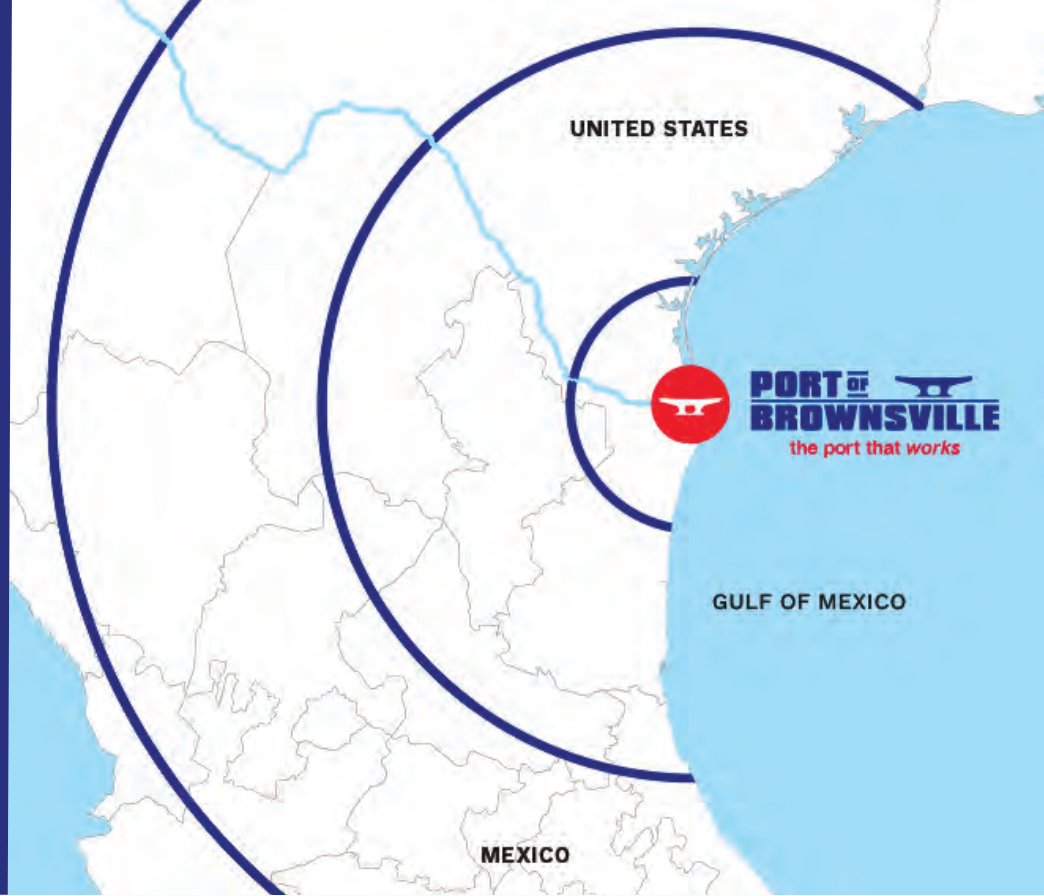 UNITED STATES
PORT OF
BROWNSVILLE
the port that works
GULF OF MEXICO
MEXICO